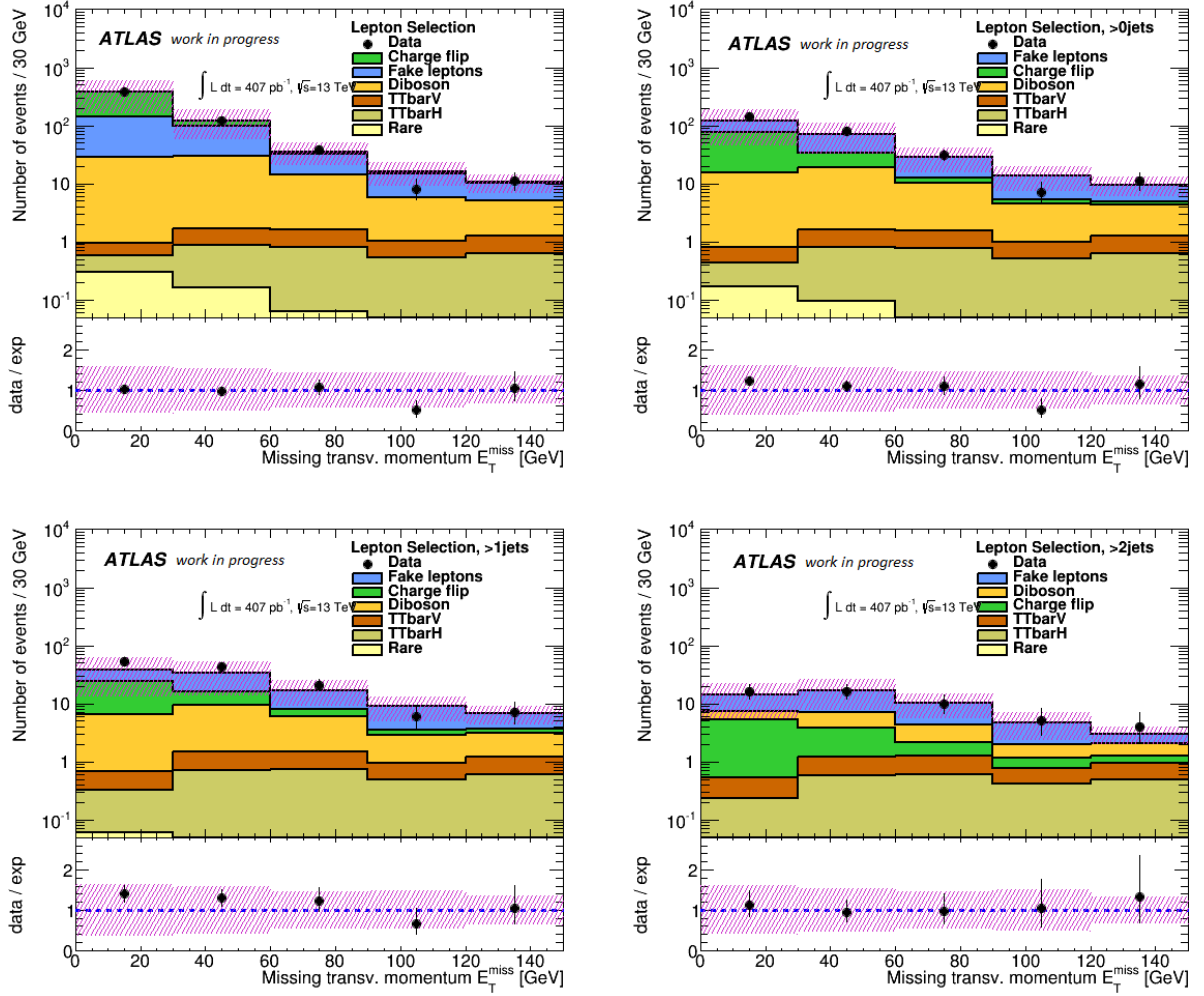 Number of events / 30 GeV
10^4
10^3
10^2
10
1
10^-1
ATLAS work in progress
∫ L dt = 407 pb^-1, √s=13 TeV
Lepton Selection
Data
Charge flip
Fake leptons
Diboson
TTbarV
TTbarH
Rare
data / exp
2
1
0
0 20 40 60 80 100 120 140
Missing transv. momentum E_T^miss [GeV]
Number of events / 30 GeV
10^4
10^3
10^2
10
1
10^-1
ATLAS work in progress
∫ L dt = 407 pb^-1, √s=13 TeV
Lepton Selection, >0jets
Data
Fake leptons
Charge flip
Diboson
TTbarV
TTbarH
Rare
data / exp
2
1
0
0 20 40 60 80 100 120 140
Missing transv. momentum E_T^miss [GeV]
Number of events / 30 GeV
10^4
10^3
10^2
10
1
10^-1
ATLAS work in progress
∫ L dt = 407 pb^-1, √s=13 TeV
Lepton Selection, >1jets
Data
Fake leptons
Charge flip
Diboson
TTbarV
TTbarH
Rare
data / exp
2
1
0
0 20 40 60 80 100 120 140
Missing transv. momentum E_T^miss [GeV]
Number of events / 30 GeV
10^4
10^3
10^2
10
1
10^-1
ATLAS work in progress
∫ L dt = 407 pb^-1, √s=13 TeV
Lepton Selection, >2jets
Data
Fake leptons
Diboson
Charge flip
TTbarV
TTbarH
Rare
data / exp
2
1
0
0 20 40 60 80 100 120 140
Missing transv. momentum E_T^miss [GeV]